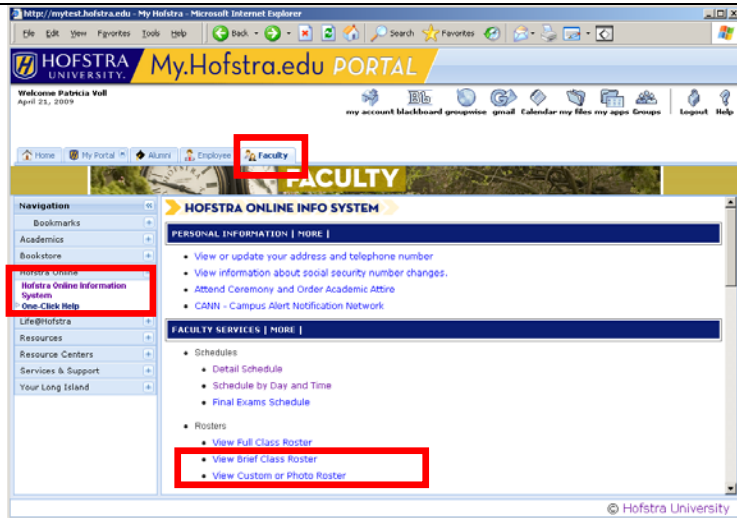 http://mytest.hofstra.edu - My Hofstra - Microsoft Internet Explorer
File Edit View Favorites Tools Help Back Search Favorites
HOFSTRA UNIVERSITY. My.Hofstra.edu PORTAL
Welcome Patricia Voll
April 21, 2009
my account blackboard groupwise gmail Calendar my files my apps Groups Logout Help
Home My Portal Alumni Employee Faculty
FACULTY
Navigation
Bookmarks
Academics
Bookstore
Hofstra Online
Hofstra Online Information
System
One-Click Help
Life@Hofstra
Resources
Resource Centers
Services & Support
Your Long Island
HOFSTRA ONLINE INFO SYSTEM
PERSONAL INFORMATION | MORE |
View or update your address and telephone number
View information about social security number changes.
Attend Ceremony and Order Academic Attire
CANN - Campus Alert Notification Network
FACULTY SERVICES | MORE |
Schedules
Detail Schedule
Schedule by Day and Time
Final Exams Schedule
Rosters
View Full Class Roster
View Brief Class Roster
View Custom or Photo Roster
© Hofstra University